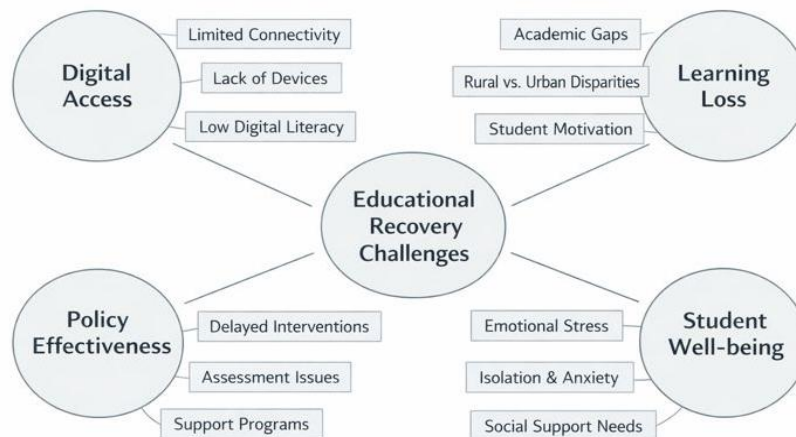 Digital
Access
Limited Connectivity
Lack of Devices
Low Digital Literacy
Academic Gaps
Rural vs. Urban Disparities
Student Motivation
Learning
Loss
Educational
Recovery
Challenges
Policy
Effectiveness
Delayed Interventions
Assessment Issues
Support Programs
Emotional Stress
Isolation & Anxiety
Social Support Needs
Student
Well-being